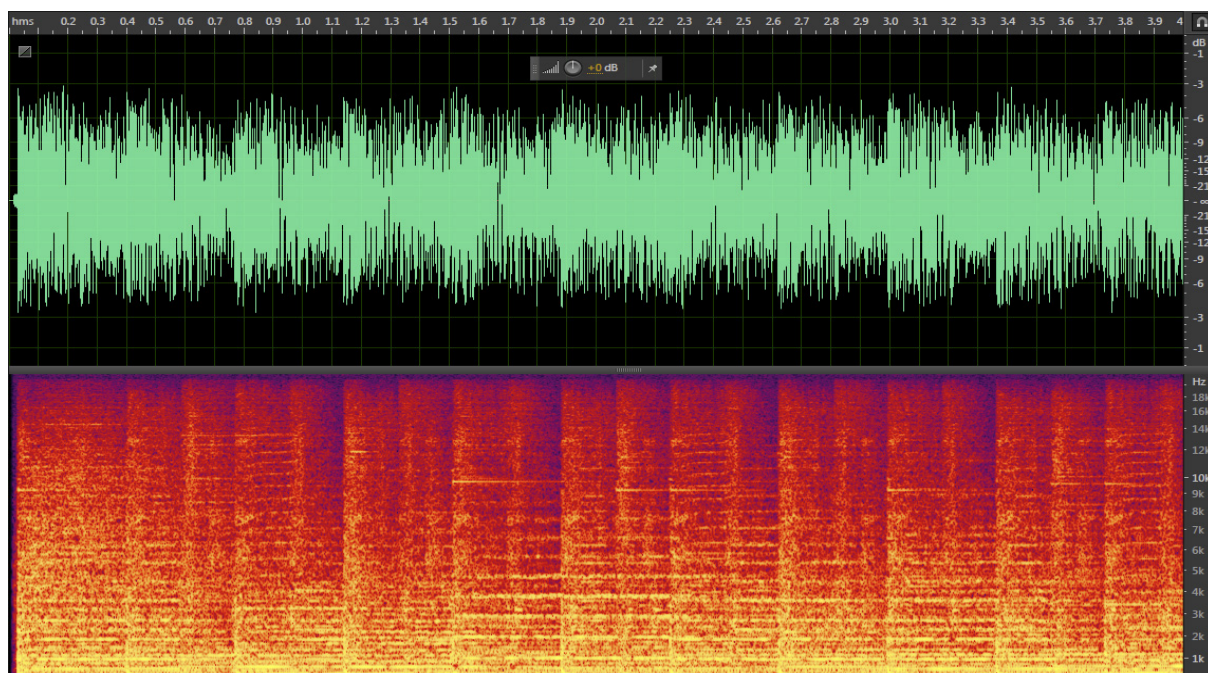 hms 0.2 0.3 0.4 0.5 0.6 0.7 0.8 0.9 1.0 1.1 1.2 1.3 1.4 1.5 1.6 1.7 1.8 1.9 2.0 2.1 2.2 2.3 2.4 2.5 2.6 2.7 2.8 2.9 3.0 3.1 3.2 3.3 3.4 3.5 3.6 3.7 3.8 3.9 4
dB
-1
+0 dB
-3
-6
-9
-12
-15
-21
-∞
-21
-15
-12
-9
-6
-3
-1
Hz
18k
16k
14k
12k
10k
9k
8k
7k
6k
5k
4k
3k
2k
1k